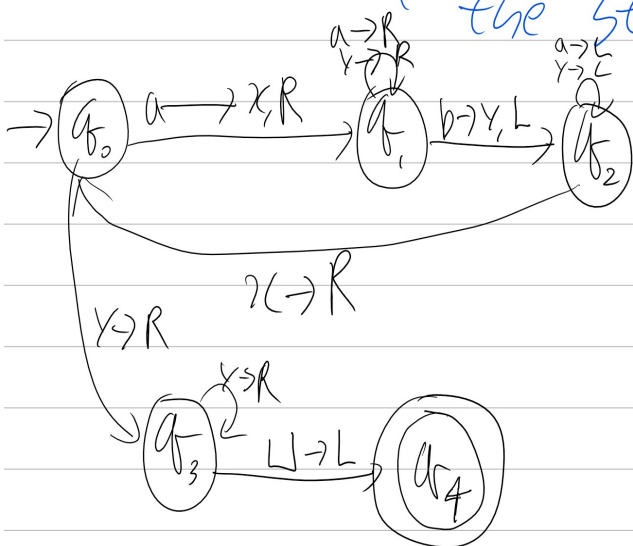 the st
a→R
Y→R
a→L
Y→L
q₀
a→x,R
q₁
b→Y,L
q₂
x→R
Y→R
Y→R
q₃
⊔→L
q₄